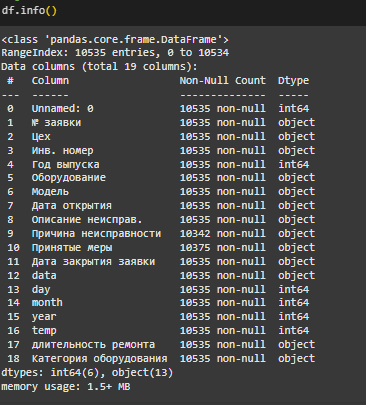 df.info()
<class 'pandas.core.frame.DataFrame'>
RangeIndex: 10535 entries, 0 to 10534
Data columns (total 19 columns):
 #   Column                  Non-Null Count  Dtype
---  ------                  --------------  -----
 0   Unnamed: 0              10535 non-null  int64
 1   № заявки                10535 non-null  object
 2   Цех                     10535 non-null  object
 3   Инв. номер              10535 non-null  object
 4   Год выпуска             10535 non-null  int64
 5   Оборудование            10535 non-null  object
 6   Модель                  10535 non-null  object
 7   Дата открытия           10535 non-null  object
 8   Описание неисправ.      10535 non-null  object
 9   Причина неисправности   10342 non-null  object
 10  Принятые меры           10375 non-null  object
 11  Дата закрытия заявки    10535 non-null  object
 12  data                    10535 non-null  object
 13  day                     10535 non-null  int64
 14  month                   10535 non-null  int64
 15  year                    10535 non-null  int64
 16  temp                    10535 non-null  int64
 17  длительность ремонта    10535 non-null  object
 18  Категория оборудования  10535 non-null  object
dtypes: int64(6), object(13)
memory usage: 1.5+ MB